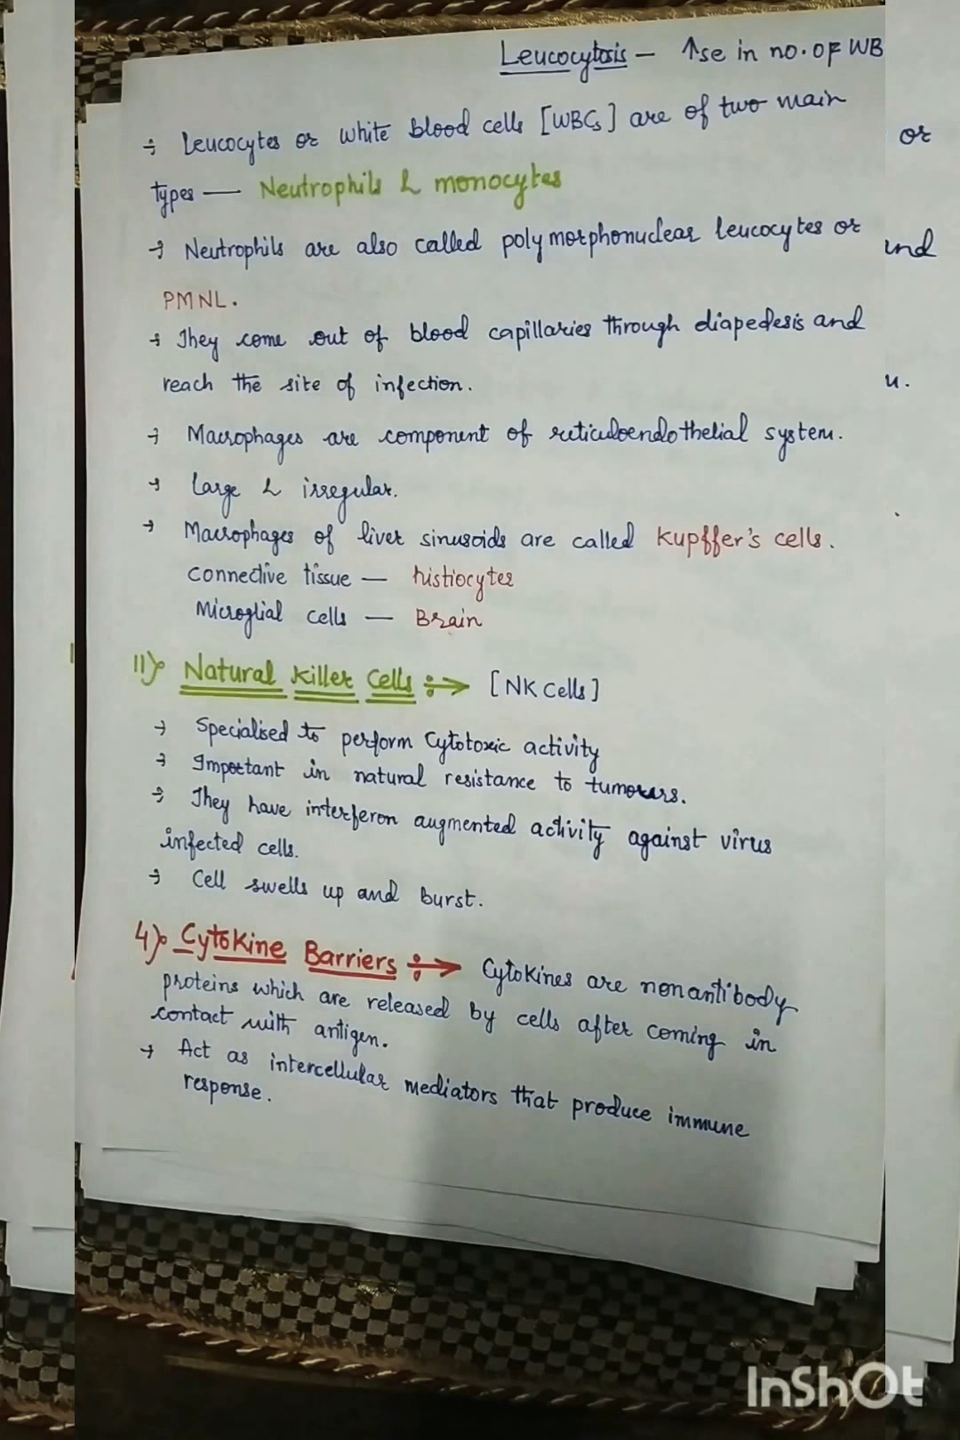 Leucocytosis — ↑se in no. of WB
→ Leucocytes or white blood cells [WBCs] are of two main
types — Neutrophils & monocytes
→ Neutrophils are also called polymorphonuclear leucocytes or
PMNL.
→ They come out of blood capillaries through diapedesis and
reach the site of infection.
→ Macrophages are component of reticuloendothelial system.
→ Large & irregular.
→ Macrophages of liver sinusoids are called Kupffer's cells.
Connective tissue — histiocytes
Microglial cells — Brain
11) Natural Killer Cells :→ [NK Cells]
→ Specialised to perform Cytotoxic activity
→ Important in natural resistance to tumours.
→ They have interferon augmented activity against virus
infected cells.
→ Cell swells up and burst.
4) Cytokine Barriers :→ Cytokines are nonantibody
proteins which are released by cells after coming in
contact with antigen.
→ Act as intercellular mediators that produce immune
response.
or
und
u.
InShOt